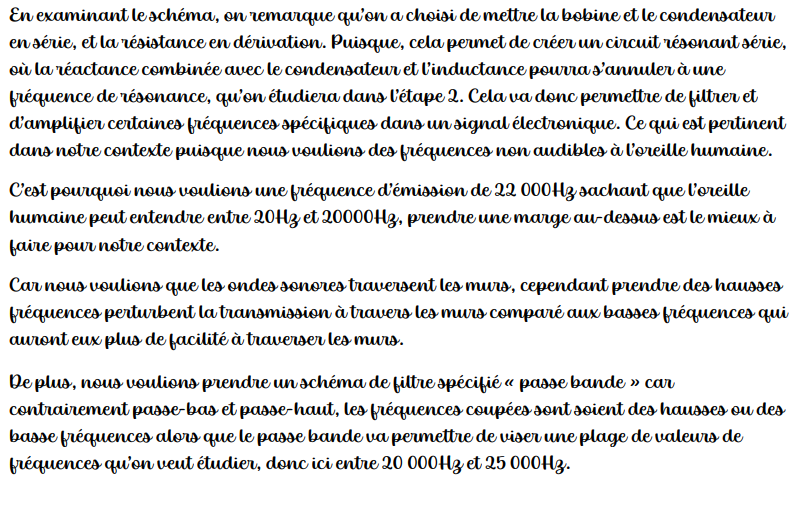 En examinant le schéma, on remarque qu'on a choisi de mettre la bobine et le condensateur
en série, et la résistance en dérivation. Puisque, cela permet de créer un circuit résonant série,
où la réactance combinée avec le condensateur et l'inductance pourra s'annuler à une
fréquence de résonance, qu'on étudiera dans l'étape 2. Cela va donc permettre de filtrer et
d'amplifier certaines fréquences spécifiques dans un signal électronique. Ce qui est pertinent
dans notre contexte puisque nous voulions des fréquences non audibles à l'oreille humaine.
C'est pourquoi nous voulions une fréquence d'émission de 22 000Hz sachant que l'oreille
humaine peut entendre entre 20Hz et 20000Hz, prendre une marge au-dessus est le mieux à
faire pour notre contexte.
Car nous voulions que les ondes sonores traversent les murs, cependant prendre des hausses
fréquences perturbent la transmission à travers les murs comparé aux basses fréquences qui
auront eux plus de facilité à traverser les murs.
De plus, nous voulions prendre un schéma de filtre spécifié « passe bande » car
contrairement passe-bas et passe-haut, les fréquences coupées sont soient des hausses ou des
basse fréquences alors que le passe bande va permettre de viser une plage de valeurs de
fréquences qu'on veut étudier, donc ici entre 20 000Hz et 25 000Hz.